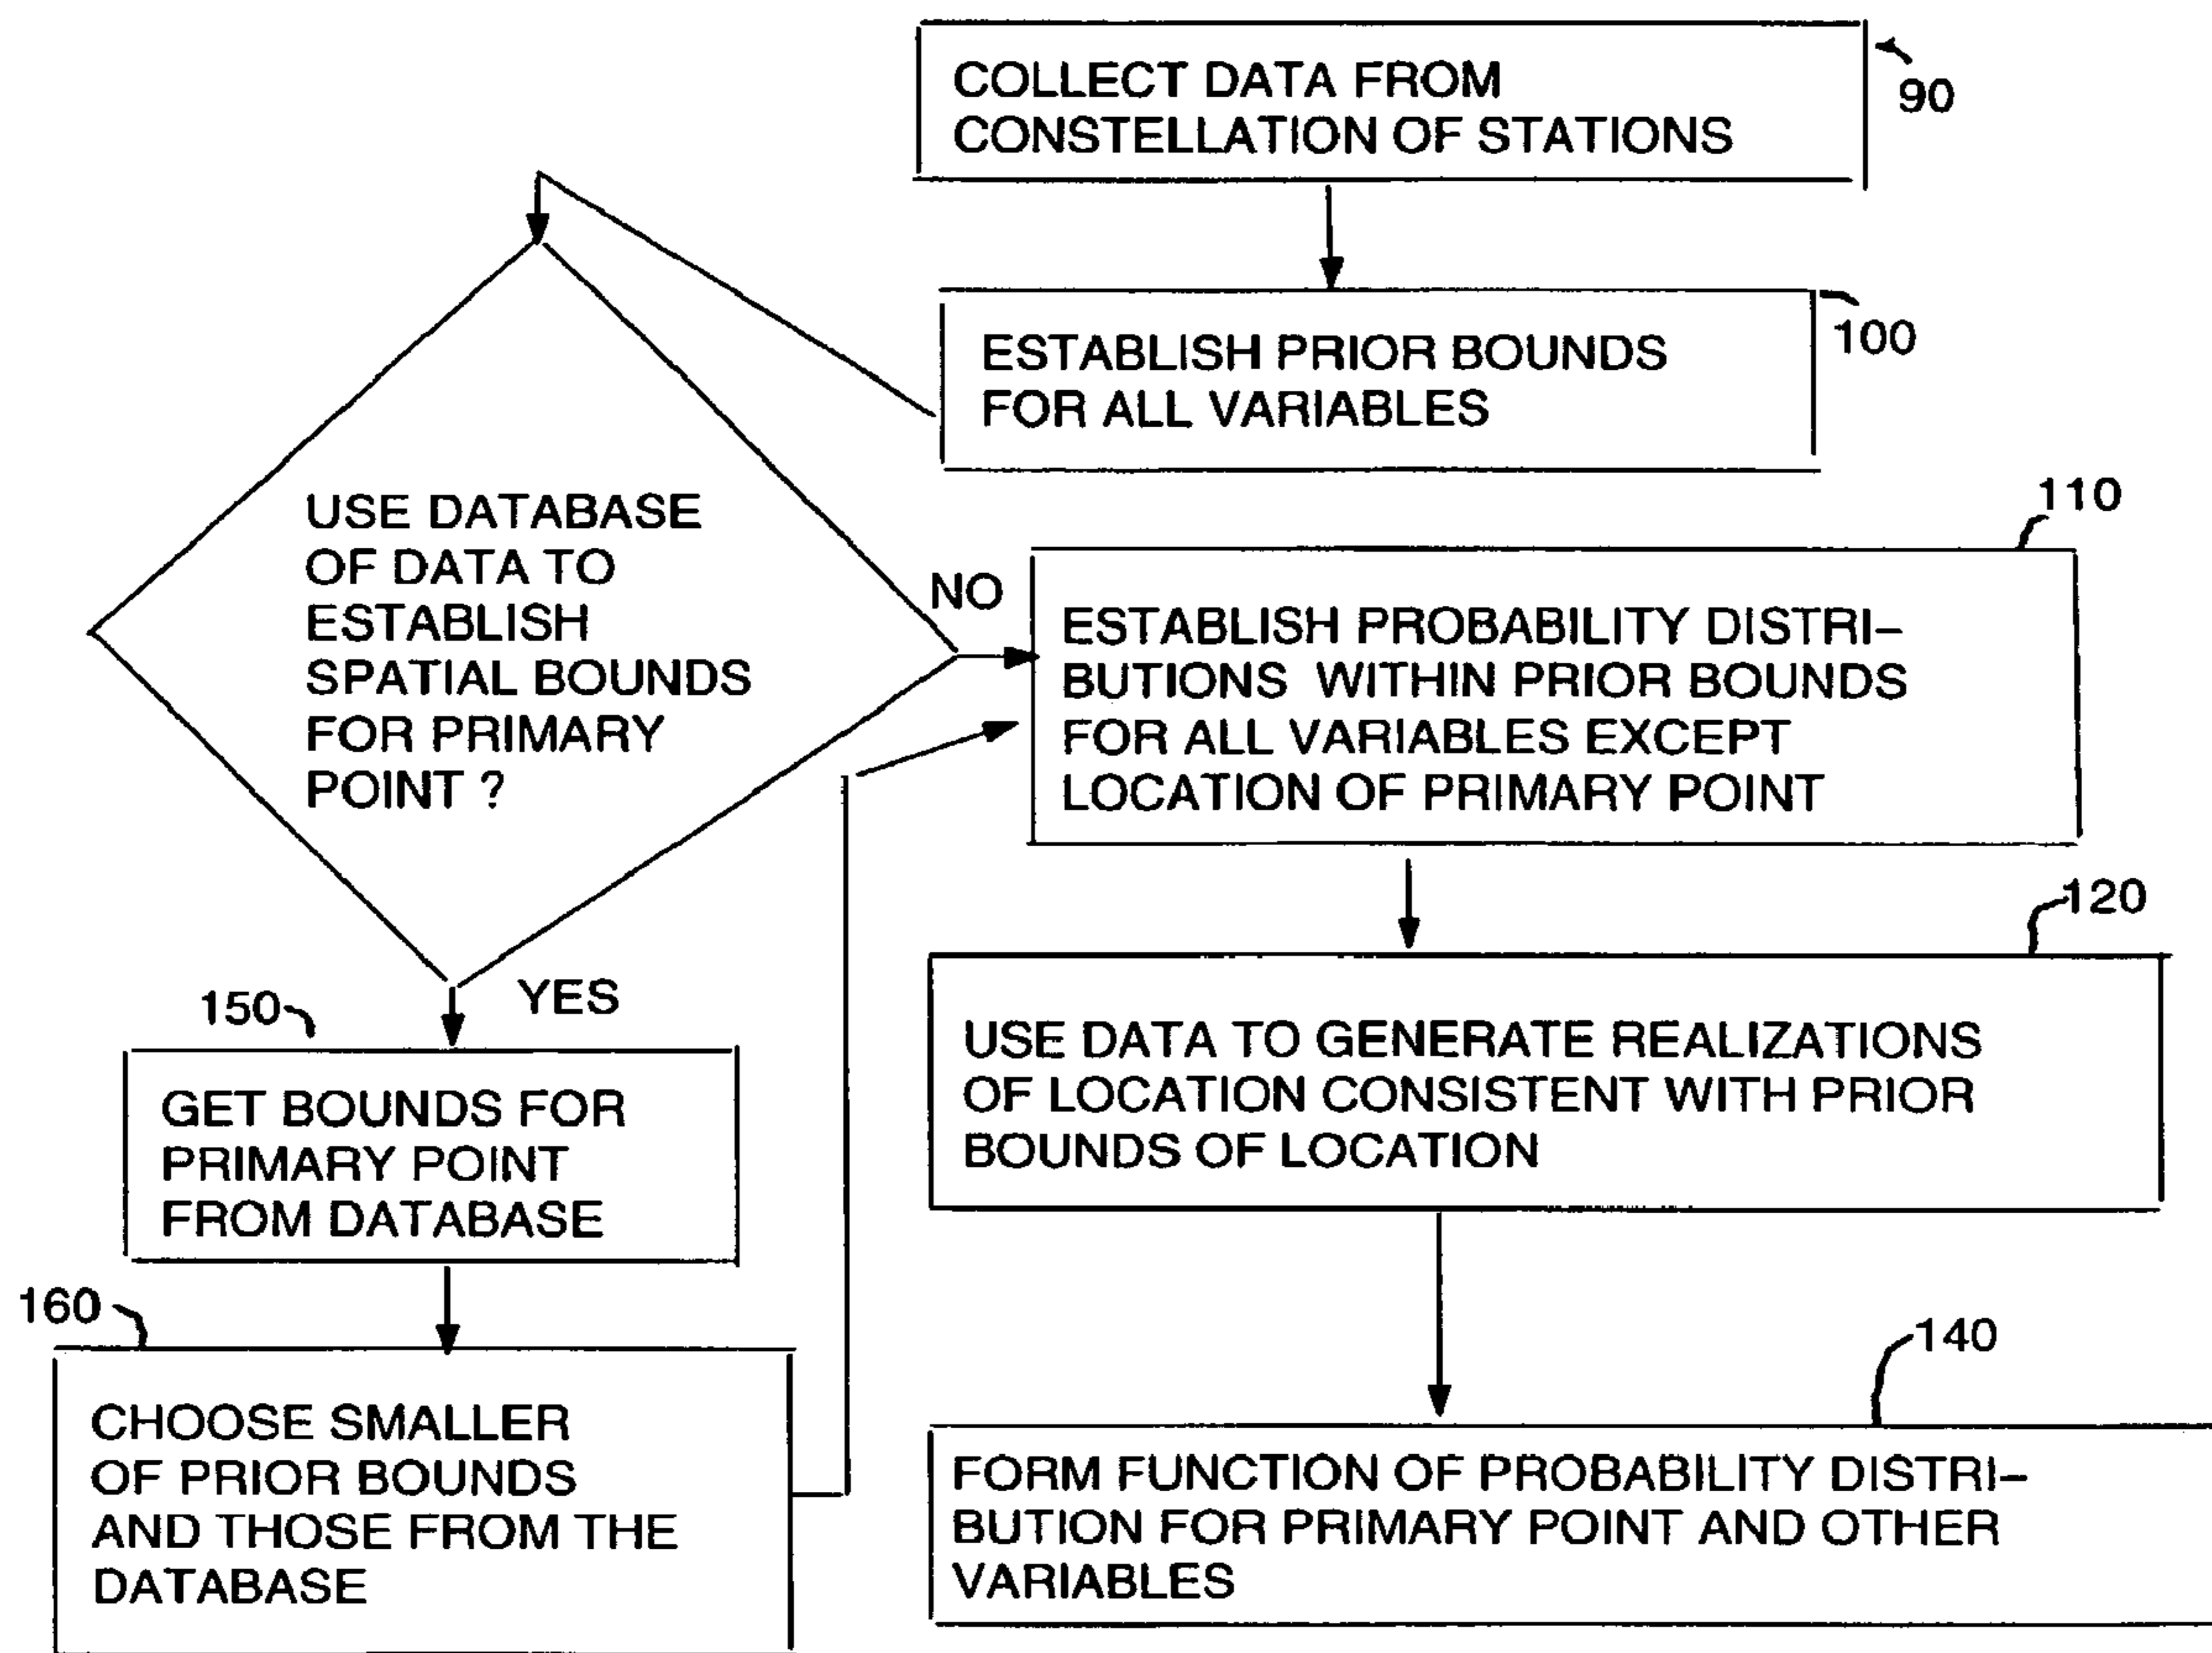 COLLECT DATA FROM
CONSTELLATION OF STATIONS
90
ESTABLISH PRIOR BOUNDS
FOR ALL VARIABLES
100
USE DATABASE
OF DATA TO
ESTABLISH
SPATIAL BOUNDS
FOR PRIMARY
POINT ?
NO
YES
110
ESTABLISH PROBABILITY DISTRI–
BUTIONS WITHIN PRIOR BOUNDS
FOR ALL VARIABLES EXCEPT
LOCATION OF PRIMARY POINT
120
USE DATA TO GENERATE REALIZATIONS
OF LOCATION CONSISTENT WITH PRIOR
BOUNDS OF LOCATION
150
GET BOUNDS FOR
PRIMARY POINT
FROM DATABASE
160
CHOOSE SMALLER
OF PRIOR BOUNDS
AND THOSE FROM THE
DATABASE
140
FORM FUNCTION OF PROBABILITY DISTRI–
BUTION FOR PRIMARY POINT AND OTHER
VARIABLES